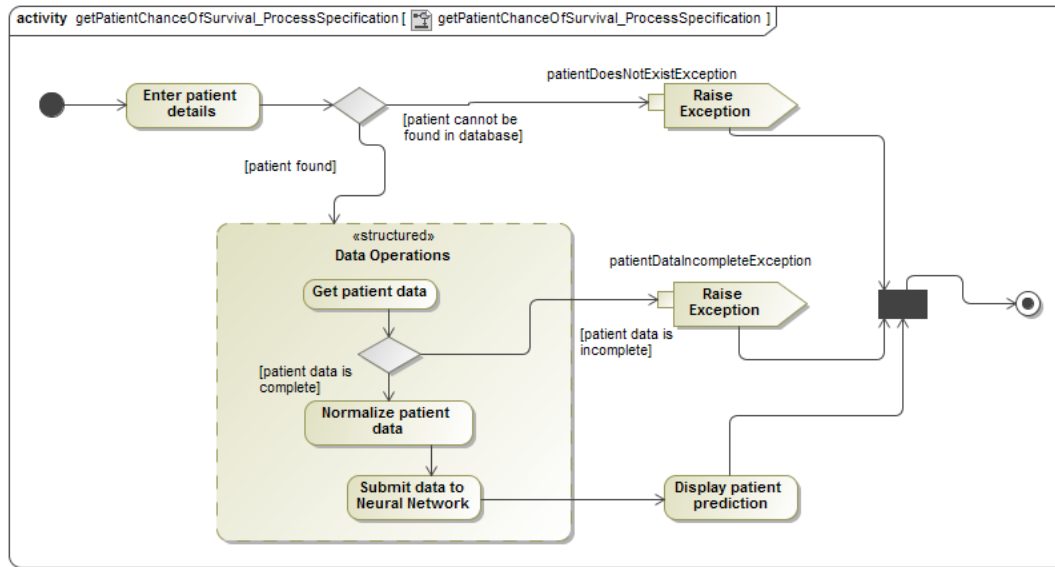 activity getPatientChanceOfSurvival_ProcessSpecification [ getPatientChanceOfSurvival_ProcessSpecification ]
patientDoesNotExistException
Enter patient
details
Raise
Exception
[patient cannot be
found in database]
[patient found]
«structured»
Data Operations
patientDataIncompleteException
Get patient data
Raise
Exception
[patient data is
incomplete]
[patient data is
complete]
Normalize patient
data
Submit data to
Neural Network
Display patient
prediction